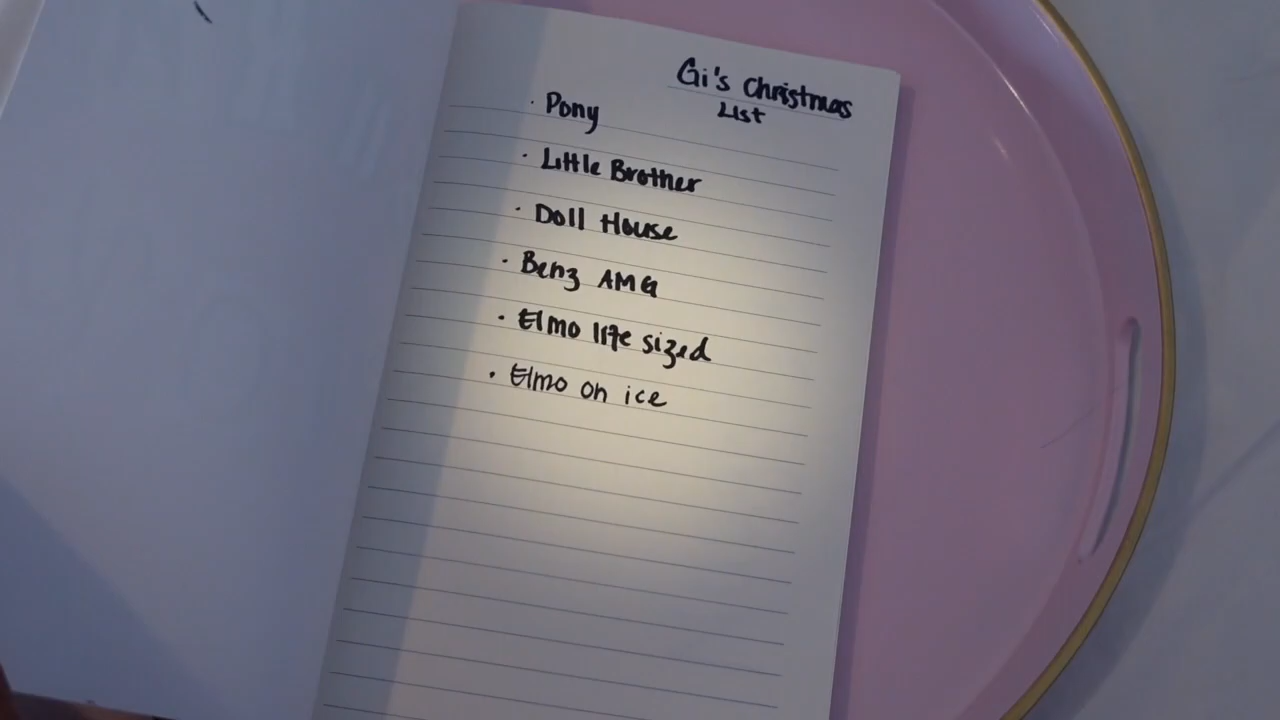 Gi's Christmas
List
· Pony
· Little Brother
· Doll House
· Benz AMG
· Elmo life sized
· Elmo on ice